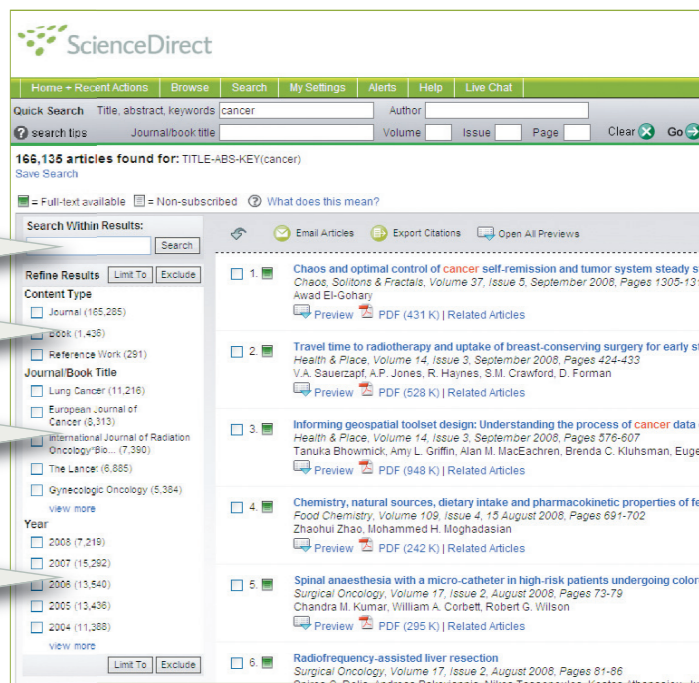 ScienceDirect
Home + Recent Actions Browse Search My Settings Alerts Help Live Chat
Quick Search Title, abstract, keywords cancer Author
? search tips Journal/book title Volume Issue Page Clear Go
166,135 articles found for: TITLE-ABS-KEY(cancer)
Save Search
= Full-text available = Non-subscribed ? What does this mean?
Search Within Results:
Search
Refine Results Limit To Exclude
Content Type
Journal (165,285)
Book (1,436)
Reference Work (291)
Journal/Book Title
Lung Cancer (11,216)
European Journal of
Cancer (8,313)
International Journal of Radiation
Oncology*Bio... (7,390)
The Lancet (6,885)
Gynecologic Oncology (5,384)
view more
Year
2008 (7,219)
2007 (15,292)
2006 (13,540)
2005 (13,436)
2004 (11,388)
view more
Limit To Exclude
Email Articles Export Citations Open All Previews
1. Chaos and optimal control of cancer self-remission and tumor system steady
Chaos, Solitons & Fractals, Volume 37, Issue 5, September 2008, Pages 1305-131
Awad El-Gohary
Preview PDF (431 K) | Related Articles
2. Travel time to radiotherapy and uptake of breast-conserving surgery for early
Health & Place, Volume 14, Issue 3, September 2008, Pages 424-433
V.A. Sauerzapf, A.P. Jones, R. Haynes, S.M. Crawford, D. Forman
Preview PDF (528 K) | Related Articles
3. Informing geospatial toolset design: Understanding the process of cancer data
Health & Place, Volume 14, Issue 3, September 2008, Pages 576-607
Tanuka Bhowmick, Amy L. Griffin, Alan M. MacEachren, Brenda C. Kluhsman, Euge
Preview PDF (948 K) | Related Articles
4. Chemistry, natural sources, dietary intake and pharmacokinetic properties of fe
Food Chemistry, Volume 109, Issue 4, 15 August 2008, Pages 691-702
Zhaohui Zhao, Mohammed H. Moghadasian
Preview PDF (242 K) | Related Articles
5. Spinal anaesthesia with a micro-catheter in high-risk patients undergoing color
Surgical Oncology, Volume 17, Issue 2, August 2008, Pages 73-79
Chandra M. Kumar, William A. Corbett, Robert G. Wilson
Preview PDF (295 K) | Related Articles
6. Radiofrequency-assisted liver resection
Surgical Oncology, Volume 17, Issue 2, August 2008, Pages 81-86